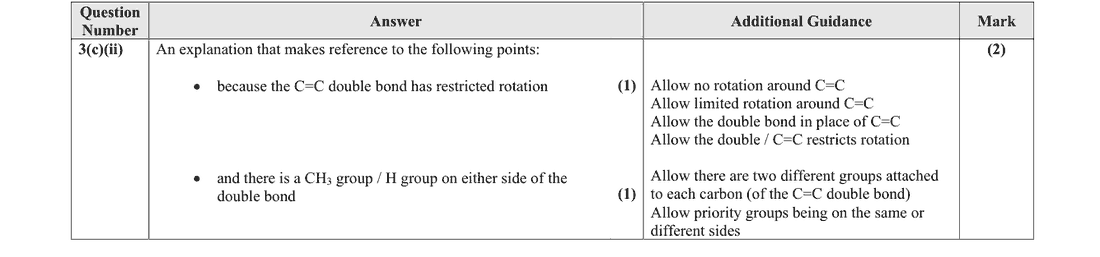 Question Number Answer Additional Guidance Mark
3(c)(ii) An explanation that makes reference to the following points: (2)
• because the C=C double bond has restricted rotation (1) Allow no rotation around C=C
Allow limited rotation around C=C
Allow the double bond in place of C=C
Allow the double / C=C restricts rotation
• and there is a CH₃ group / H group on either side of the
double bond (1)
Allow there are two different groups attached
to each carbon (of the C=C double bond)
Allow priority groups being on the same or
different sides